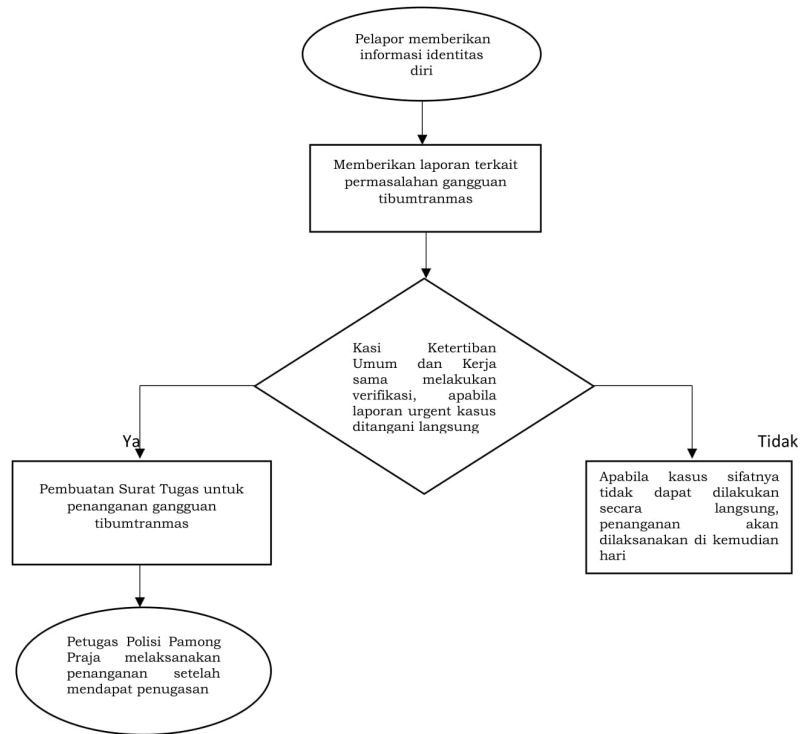 Pelapor memberikan
informasi identitas
diri
Memberikan laporan terkait
permasalahan gangguan
tibumtranmas
Kasi Ketertiban
Umum dan Kerja
sama melakukan
verifikasi, apabila
laporan urgent kasus
ditangani langsung
Ya
Tidak
Pembuatan Surat Tugas untuk
penanganan gangguan
tibumtranmas
Apabila kasus sifatnya
tidak dapat dilakukan
secara langsung,
penanganan akan
dilaksanakan di kemudian
hari
Petugas Polisi Pamong
Praja melaksanakan
penanganan setelah
mendapat penugasan